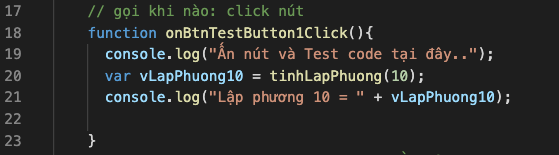 17 // gọi khi nào: click nút
18 function onBtnTestButton1Click(){
19 console.log("Ấn nút và Test code tại đây..");
20 var vLapPhuong10 = tinhLapPhuong(10);
21 console.log("Lập phương 10 = " + vLapPhuong10);
22
23 }